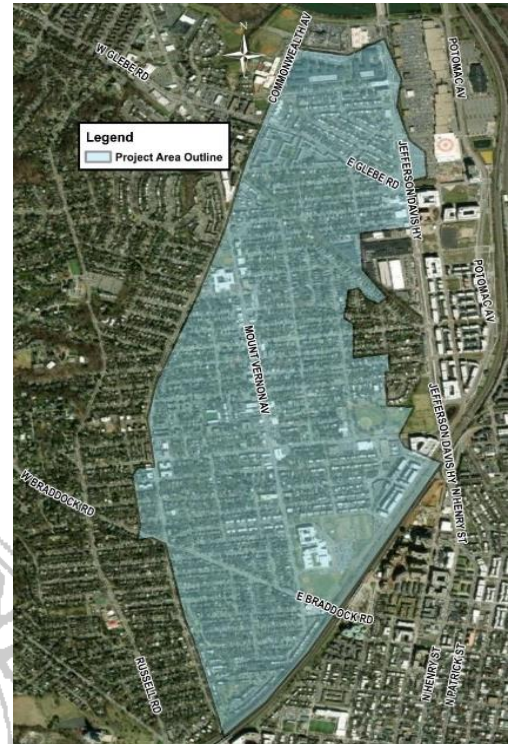 N
COMMONWEALTH AV
W GLEBE RD
POTOMAC AV
Legend
Project Area Outline
JEFFERSON DAVIS HY
E GLEBE RD
POTOMAC AV
MOUNT VERNON AV
JEFFERSON DAVIS HY
N HENRY ST
W BRADDOCK RD
E BRADDOCK RD
RUSSELL RD
N HENRY ST
N PATRICK ST